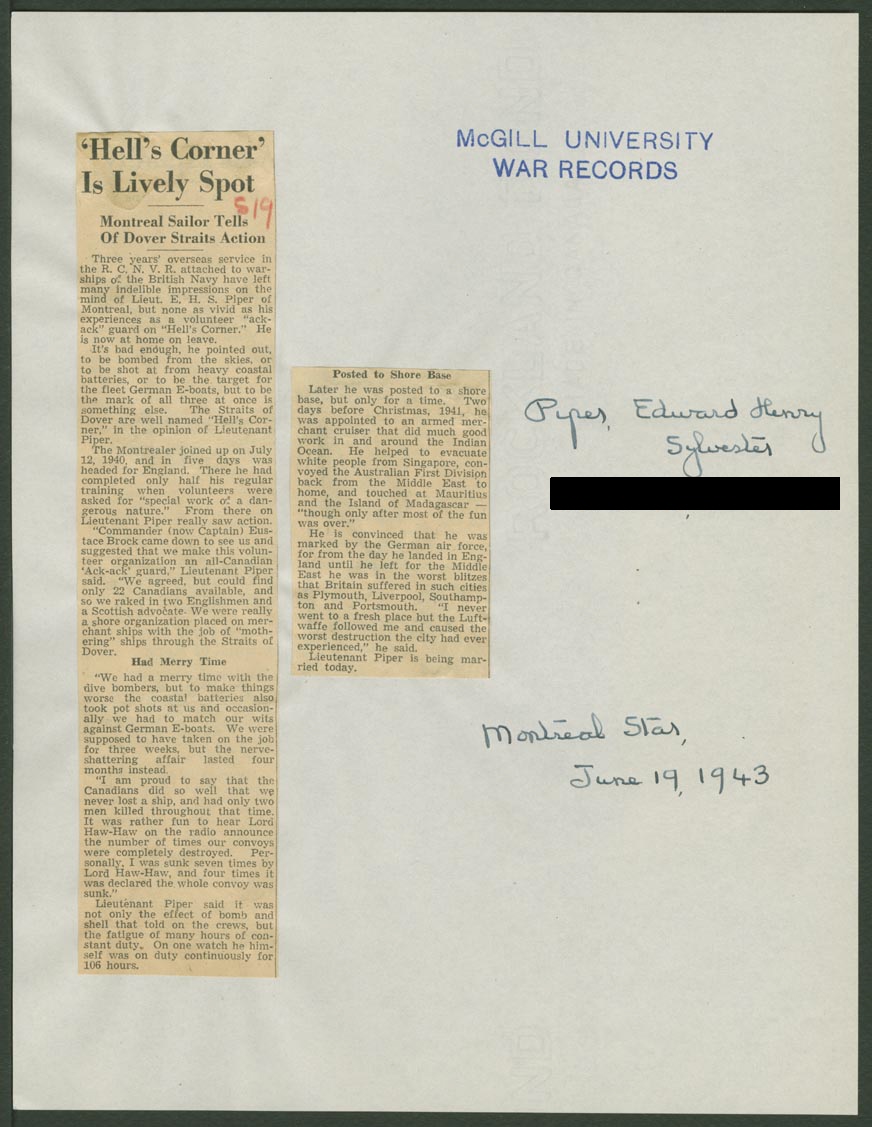 McGILL UNIVERSITY
WAR RECORDS
'Hell's Corner'
Is Lively Spot
S/9
Montreal Sailor Tells
Of Dover Straits Action
Three years' overseas service in
the R. C. N. V. R. attached to war-
ships of the British Navy have left
many indelible impressions on the
mind of Lieut. E. H. S. Piper of
Montreal, but none as vivid as his
experiences as a volunteer "ack-
ack" guard on "Hell's Corner." He
is now at home on leave.
It's bad enough, he pointed out,
to be bombed from the skies, or
to be shot at from heavy coastal
batteries, or to be the target for
the fleet German E-boats, but to be
the mark of all three at once is
something else. The Straits of
Dover are well named "Hell's Cor-
ner," in the opinion of Lieutenant
Piper.
The Montrealer joined up on July
12, 1940, and in five days was
headed for England. There he had
completed only half his regular
training when volunteers were
asked for "special work of a dan-
gerous nature." From there on
Lieutenant Piper really saw action.
"Commander (now Captain) Eus-
tace Brock came down to see us and
suggested that we make this volun-
teer organization an all-Canadian
'Ack-ack' guard," Lieutenant Piper
said. "We agreed, but could find
only 22 Canadians available, and
so we raked in two Englishmen and
a Scottish advocate. We were really
a shore organization placed on mer-
chant ships with the job of "moth-
ering" ships through the Straits of
Dover.
Had Merry Time
"We had a merry time with the
dive bombers, but to make things
worse the coastal batteries also
took pot shots at us and occasion-
ally we had to match our wits
against German E-boats. We were
supposed to have taken on the job
for three weeks, but the nerve-
shattering affair lasted four
months instead.
"I am proud to say that the
Canadians did so well that we
never lost a ship, and had only two
men killed throughout that time.
It was rather fun to hear Lord
Haw-Haw on the radio announce
the number of times our convoys
were completely destroyed. Per-
sonally, I was sunk seven times by
Lord Haw-Haw, and four times it
was declared the whole convoy was
sunk."
Lieutenant Piper said it was
not only the effect of bomb and
shell that told on the crews, but
the fatigue of many hours of con-
stant duty. On one watch he him-
self was on duty continuously for
106 hours.
Posted to Shore Base
Later he was posted to a shore
base, but only for a time. Two
days before Christmas, 1941, he
was appointed to an armed mer-
chant cruiser that did much good
work in and around the Indian
Ocean. He helped to evacuate
white people from Singapore, con-
voyed the Australian First Division
back from the Middle East to
home, and touched at Mauritius
and the Island of Madagascar —
"though only after most of the fun
was over."
He is convinced that he was
marked by the German air force,
for from the day he landed in Eng-
land until he left for the Middle
East he was in the worst blitzes
that Britain suffered in such cities
as Plymouth, Liverpool, Southamp-
ton and Portsmouth. "I never
went to a fresh place but the Luft-
waffe followed me and caused the
worst destruction the city had ever
experienced," he said.
Lieutenant Piper is being mar-
ried today.
Piper, Edward Henry
Sylvester
Montreal Star,
June 19, 1943